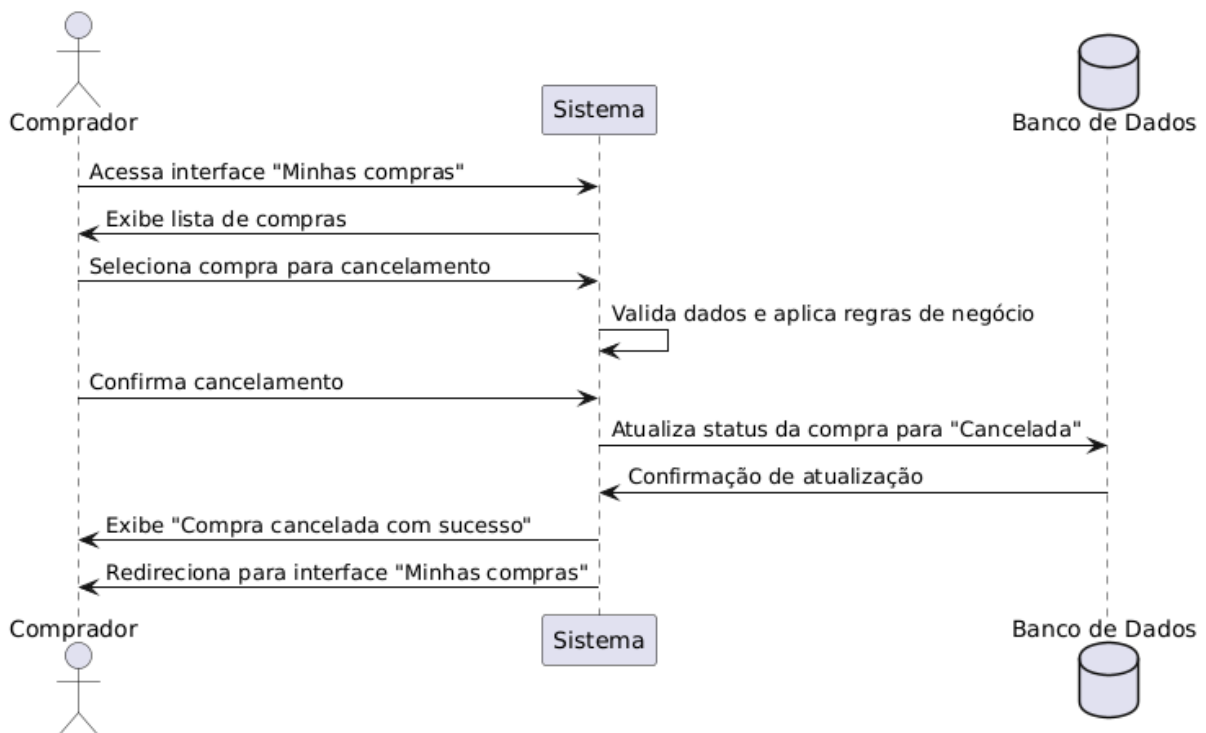 Comprador
Sistema
Banco de Dados
Acessa interface "Minhas compras"
Exibe lista de compras
Seleciona compra para cancelamento
Valida dados e aplica regras de negócio
Confirma cancelamento
Atualiza status da compra para "Cancelada"
Confirmação de atualização
Exibe "Compra cancelada com sucesso"
Redireciona para interface "Minhas compras"
Comprador
Sistema
Banco de Dados